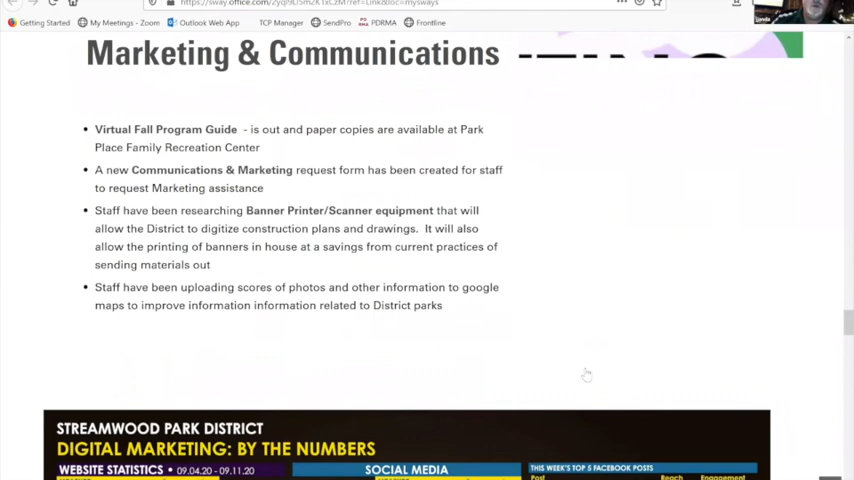 https://sway.office.com/
Getting Started My Meetings - Zoom Outlook Web App TCP Manager SendPro PDRMA Frontline
Marketing & Communications
• Virtual Fall Program Guide - is out and paper copies are available at Park
Place Family Recreation Center
• A new Communications & Marketing request form has been created for staff
to request Marketing assistance
• Staff have been researching Banner Printer/Scanner equipment that will
allow the District to digitize construction plans and drawings. It will also
allow the printing of banners in house at a savings from current practices of
sending materials out
• Staff have been uploading scores of photos and other information to google
maps to improve information information related to District parks
STREAMWOOD PARK DISTRICT
DIGITAL MARKETING: BY THE NUMBERS
WEBSITE STATISTICS • 09.04.20 - 09.11.20
SOCIAL MEDIA
THIS WEEK'S TOP 5 FACEBOOK POSTS
Post Reach Engagement